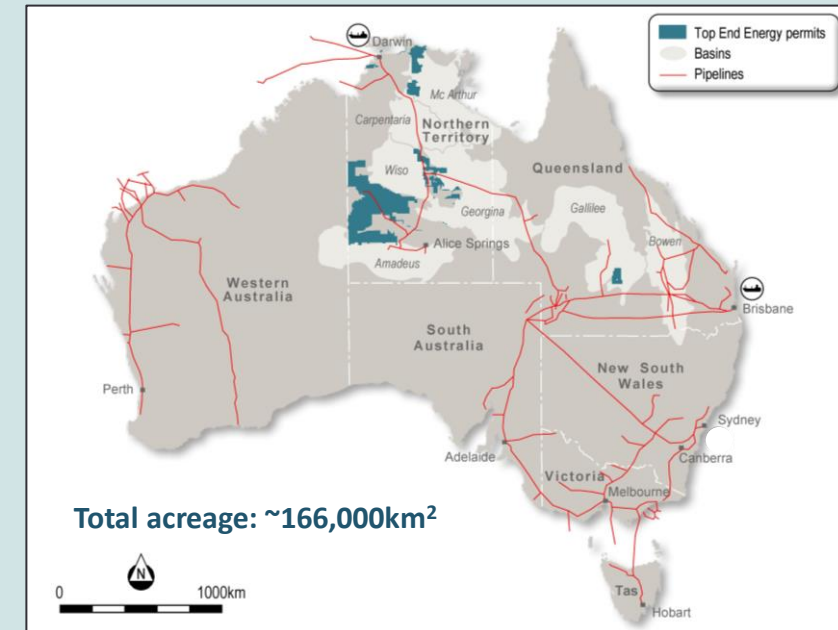 Top End Energy permits
Basins
Pipelines
Darwin
Mc Arthur
Carpentaria
Northern
Territory
Wiso
Queensland
Georgina
Gallilee
Bowen
Alice Springs
Amadeus
Western
Australia
Brisbane
South
Australia
New South
Wales
Perth
Sydney
Adelaide
Canberra
Victoria
Melbourne
Total acreage: ~166,000km²
N
0 1000km
Tas
Hobart